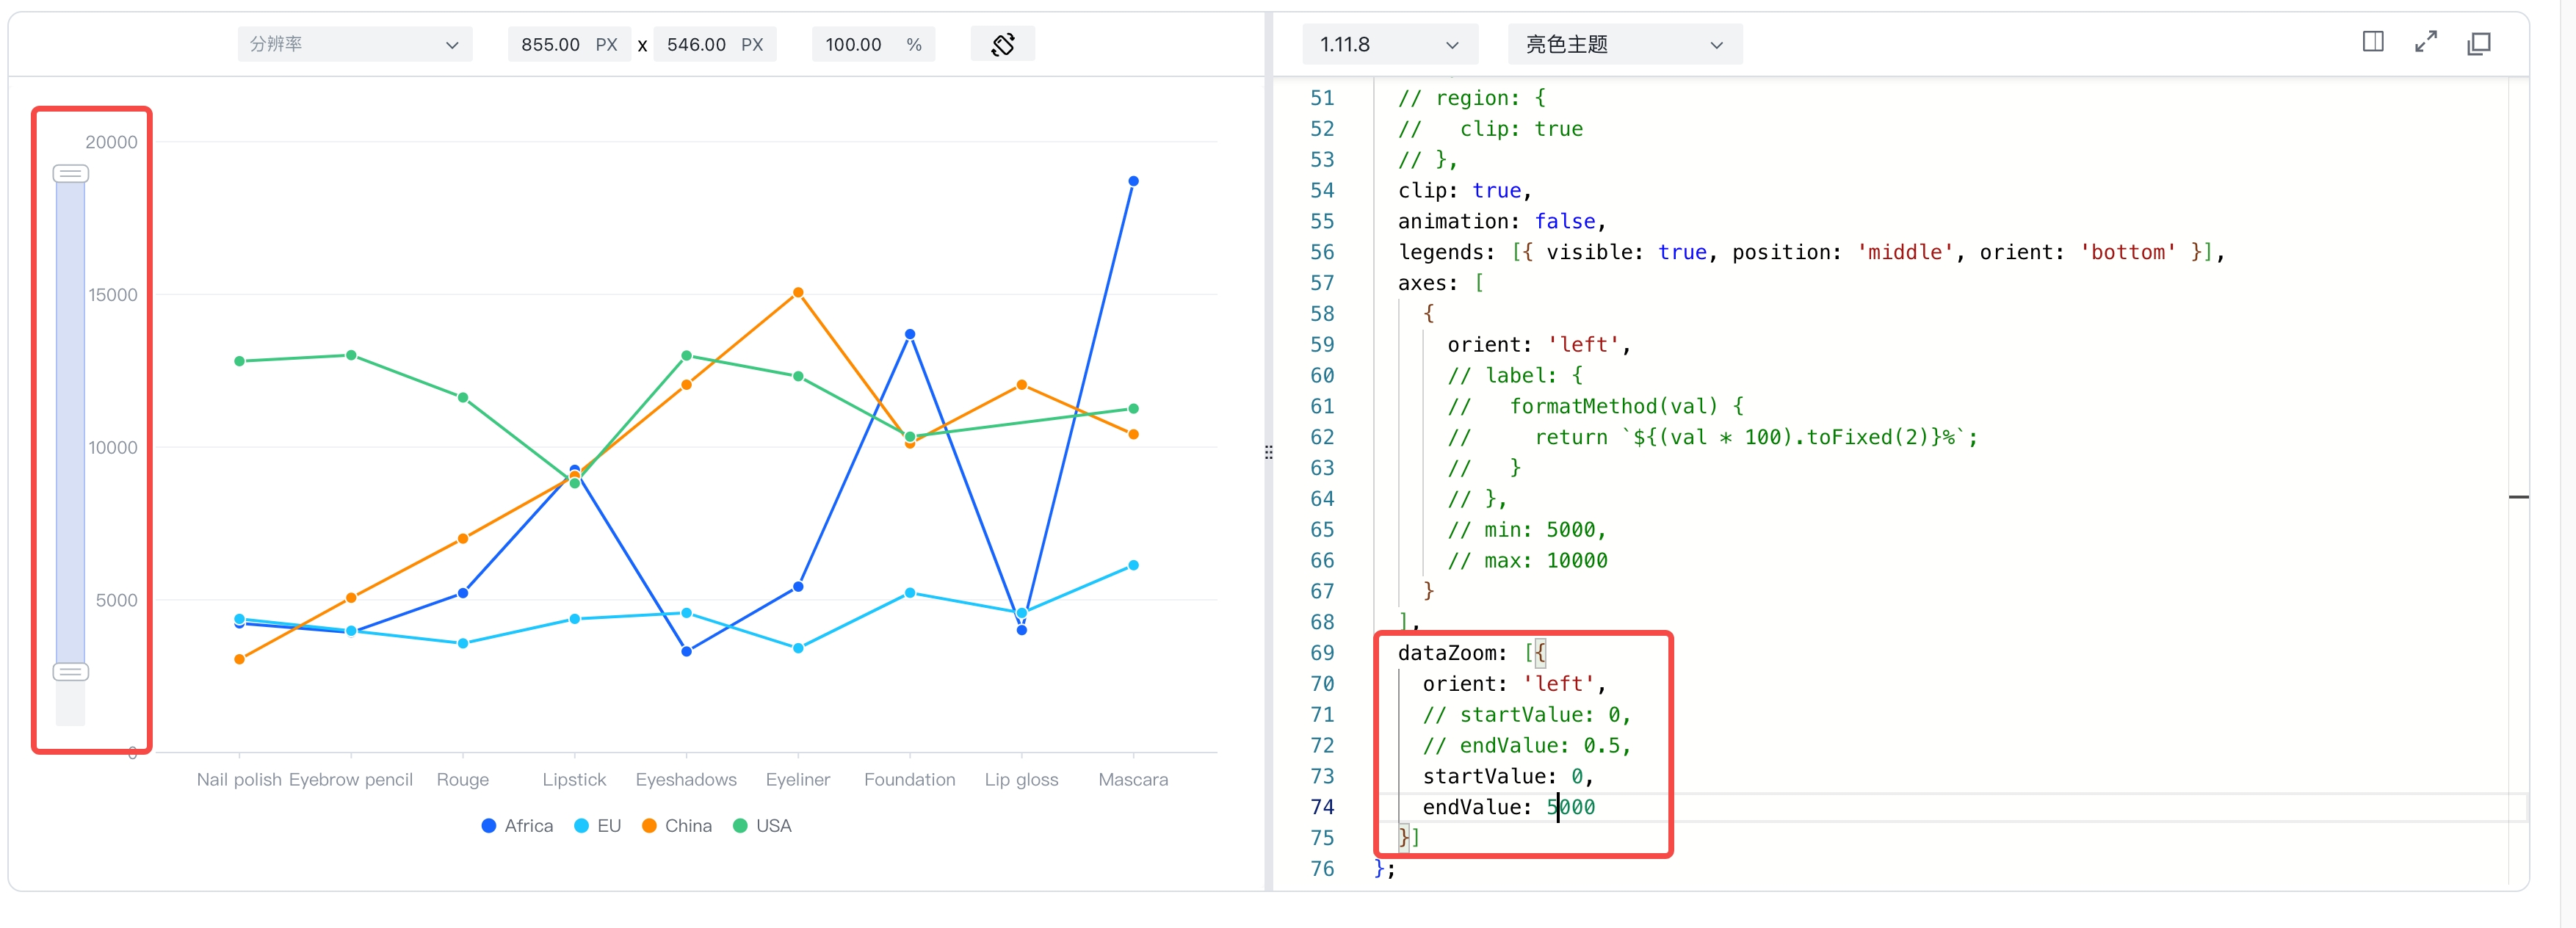 分辨率 855.00 PX x 546.00 PX 100.00 %
20000
15000
10000
5000
0
Nail polish Eyebrow pencil Rouge Lipstick Eyeshadows Eyeliner Foundation Lip gloss Mascara
Africa EU China USA
1.11.8 亮色主题
51 // region: {
52 //   clip: true
53 // },
54 clip: true,
55 animation: false,
56 legends: [{ visible: true, position: 'middle', orient: 'bottom' }],
57 axes: [
58 {
59 orient: 'left',
60 // label: {
61 //   formatMethod(val) {
62 //     return `${(val * 100).toFixed(2)}%`;
63 //   }
64 // },
65 // min: 5000,
66 // max: 10000
67 }
68 ],
69 dataZoom: [{
70 orient: 'left',
71 // startValue: 0,
72 // endValue: 0.5,
73 startValue: 0,
74 endValue: 5000
75 }]
76 };